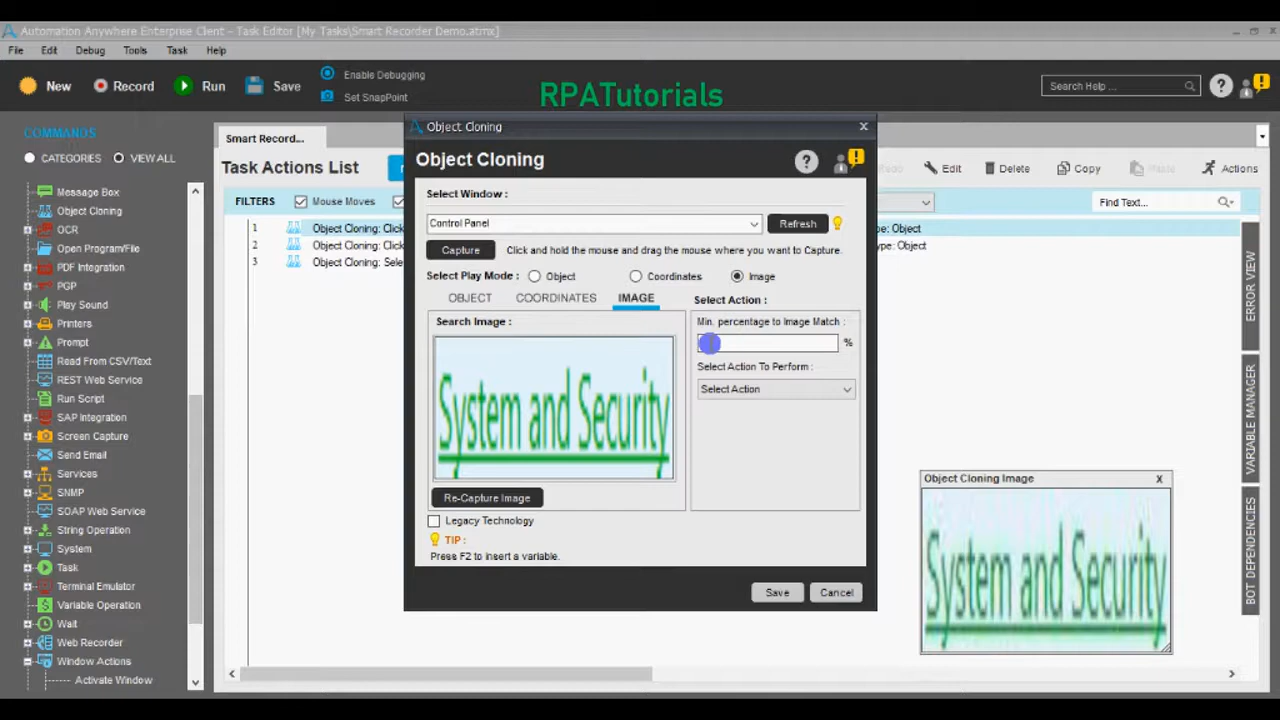 Automation Anywhere Enterprise Client - Task Editor [My Tasks\Smart Recorder Demo.atmx]
File Edit Debug Tools Task Help
New Record Run Save Enable Debugging
Set SnapPoint
RPATutorials
Search Help ...
COMMANDS
CATEGORIES VIEW ALL
Message Box
Object Cloning
OCR
Open Program/File
PDF Integration
PGP
Play Sound
Printers
Prompt
Read From CSV/Text
REST Web Service
Run Script
SAP Integration
Screen Capture
Send Email
Services
SNMP
SOAP Web Service
String Operation
System
Task
Terminal Emulator
Variable Operation
Wait
Web Recorder
Window Actions
Activate Window
Smart Record...
Task Actions List
Edit Delete Copy Paste Actions
FILTERS Mouse Moves
Find Text...
1 Object Cloning: Click
2 Object Cloning: Click
3 Object Cloning: Sele
ype: Object
ype: Object
Object Cloning
Object Cloning
Select Window :
Control Panel
Refresh
Capture Click and hold the mouse and drag the mouse where you want to Capture.
Select Play Mode : Object Coordinates Image
OBJECT COORDINATES IMAGE
Select Action :
Search Image :
System and Security
Re-Capture Image
Min. percentage to Image Match :
%
Select Action To Perform :
Select Action
Legacy Technology
TIP :
Press F2 to insert a variable.
Save Cancel
Object Cloning Image X
System and Security
ERROR VIEW
VARIABLE MANAGER
BOT DEPENDENCIES